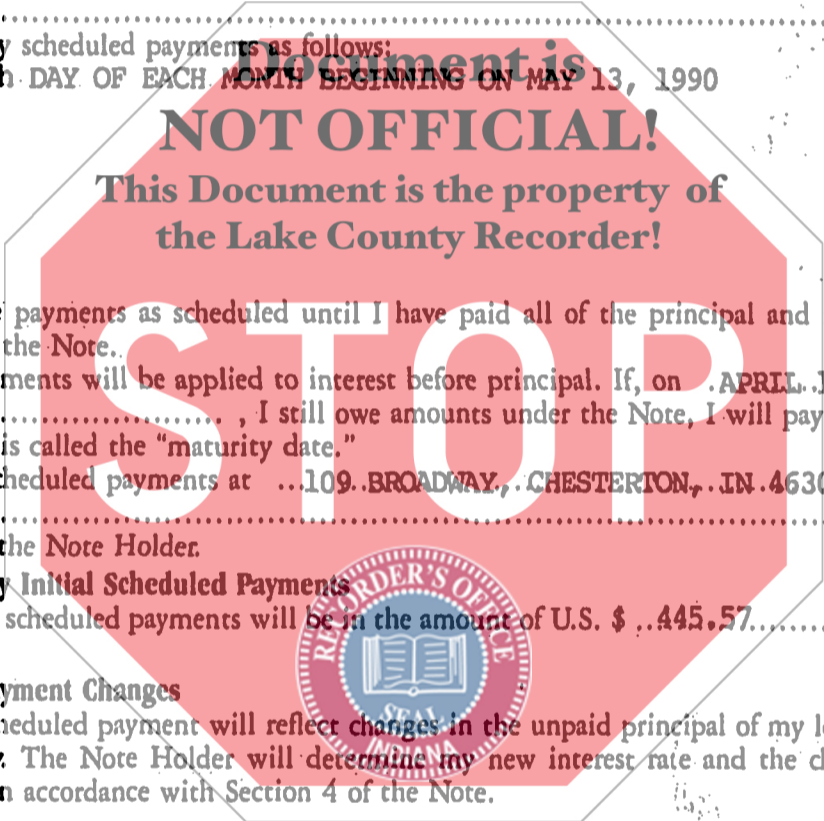 scheduled payments as follows:
DAY OF EACH MONTH BEGINNING ON MAY 13, 1990
Document is
NOT OFFICIAL!
This Document is the property of
the Lake County Recorder!
STOP
payments as scheduled until I have paid all of the principal and
the Note.
ments will be applied to interest before principal. If, on APRIL
, I still owe amounts under the Note, I will pay
is called the “maturity date.”
heduled payments at ...109..BROADWAY,. CHESTERTON,..IN.4630
the Note Holder.
Initial Scheduled Payments
scheduled payments will be in the amount of U.S. $ ..445.57......
RECORDER'S OFFICE
SEAL
INDIANA
yment Changes
heduled payment will reflect changes in the unpaid principal of my l
. The Note Holder will determine my new interest rate and the c
accordance with Section 4 of the Note.